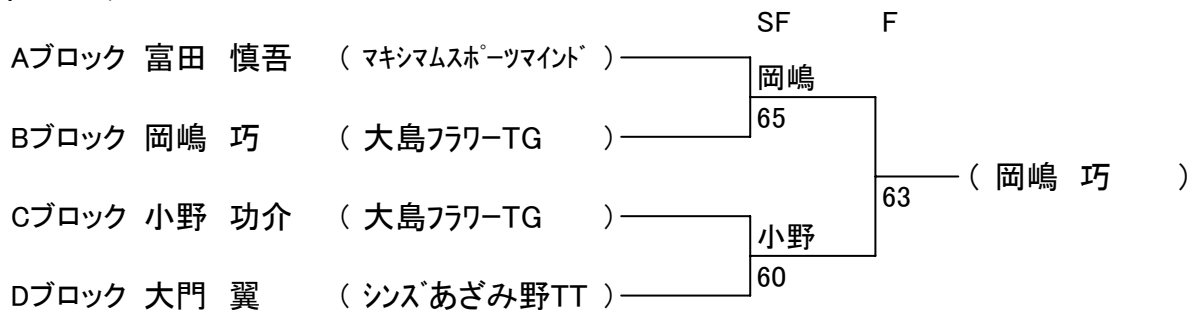 SF F
Aブロック 富田 慎吾 ( ﾏｷｼﾏﾑｽﾎﾟｰﾂﾏｲﾝﾄﾞ )
岡嶋
65
Bブロック 岡嶋 巧 ( 大島ﾌﾗﾜｰTG )
( 岡嶋 巧 )
63
Cブロック 小野 功介 ( 大島ﾌﾗﾜｰTG )
小野
60
Dブロック 大門 翼 ( ｼﾝｽﾞあざみ野TT )